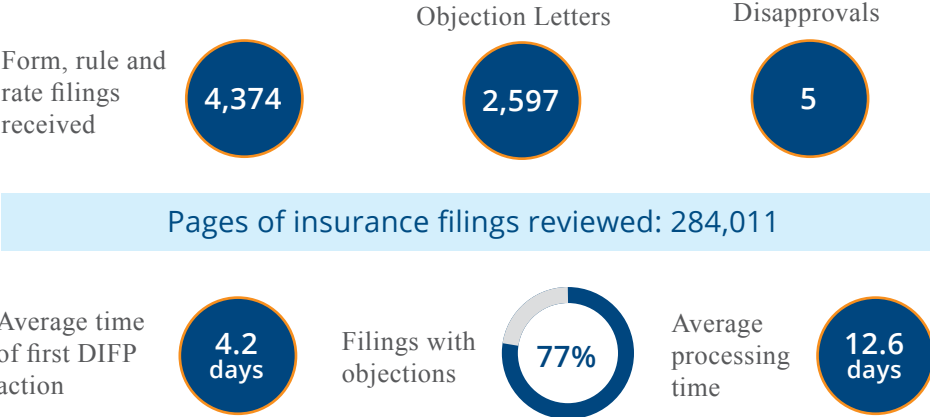 Objection Letters
Disapprovals
Form, rule and
rate filings
received
4,374
2,597
5
Pages of insurance filings reviewed: 284,011
Average time
of first DIFP
action
4.2
days
Filings with
objections
77%
Average
processing
time
12.6
days